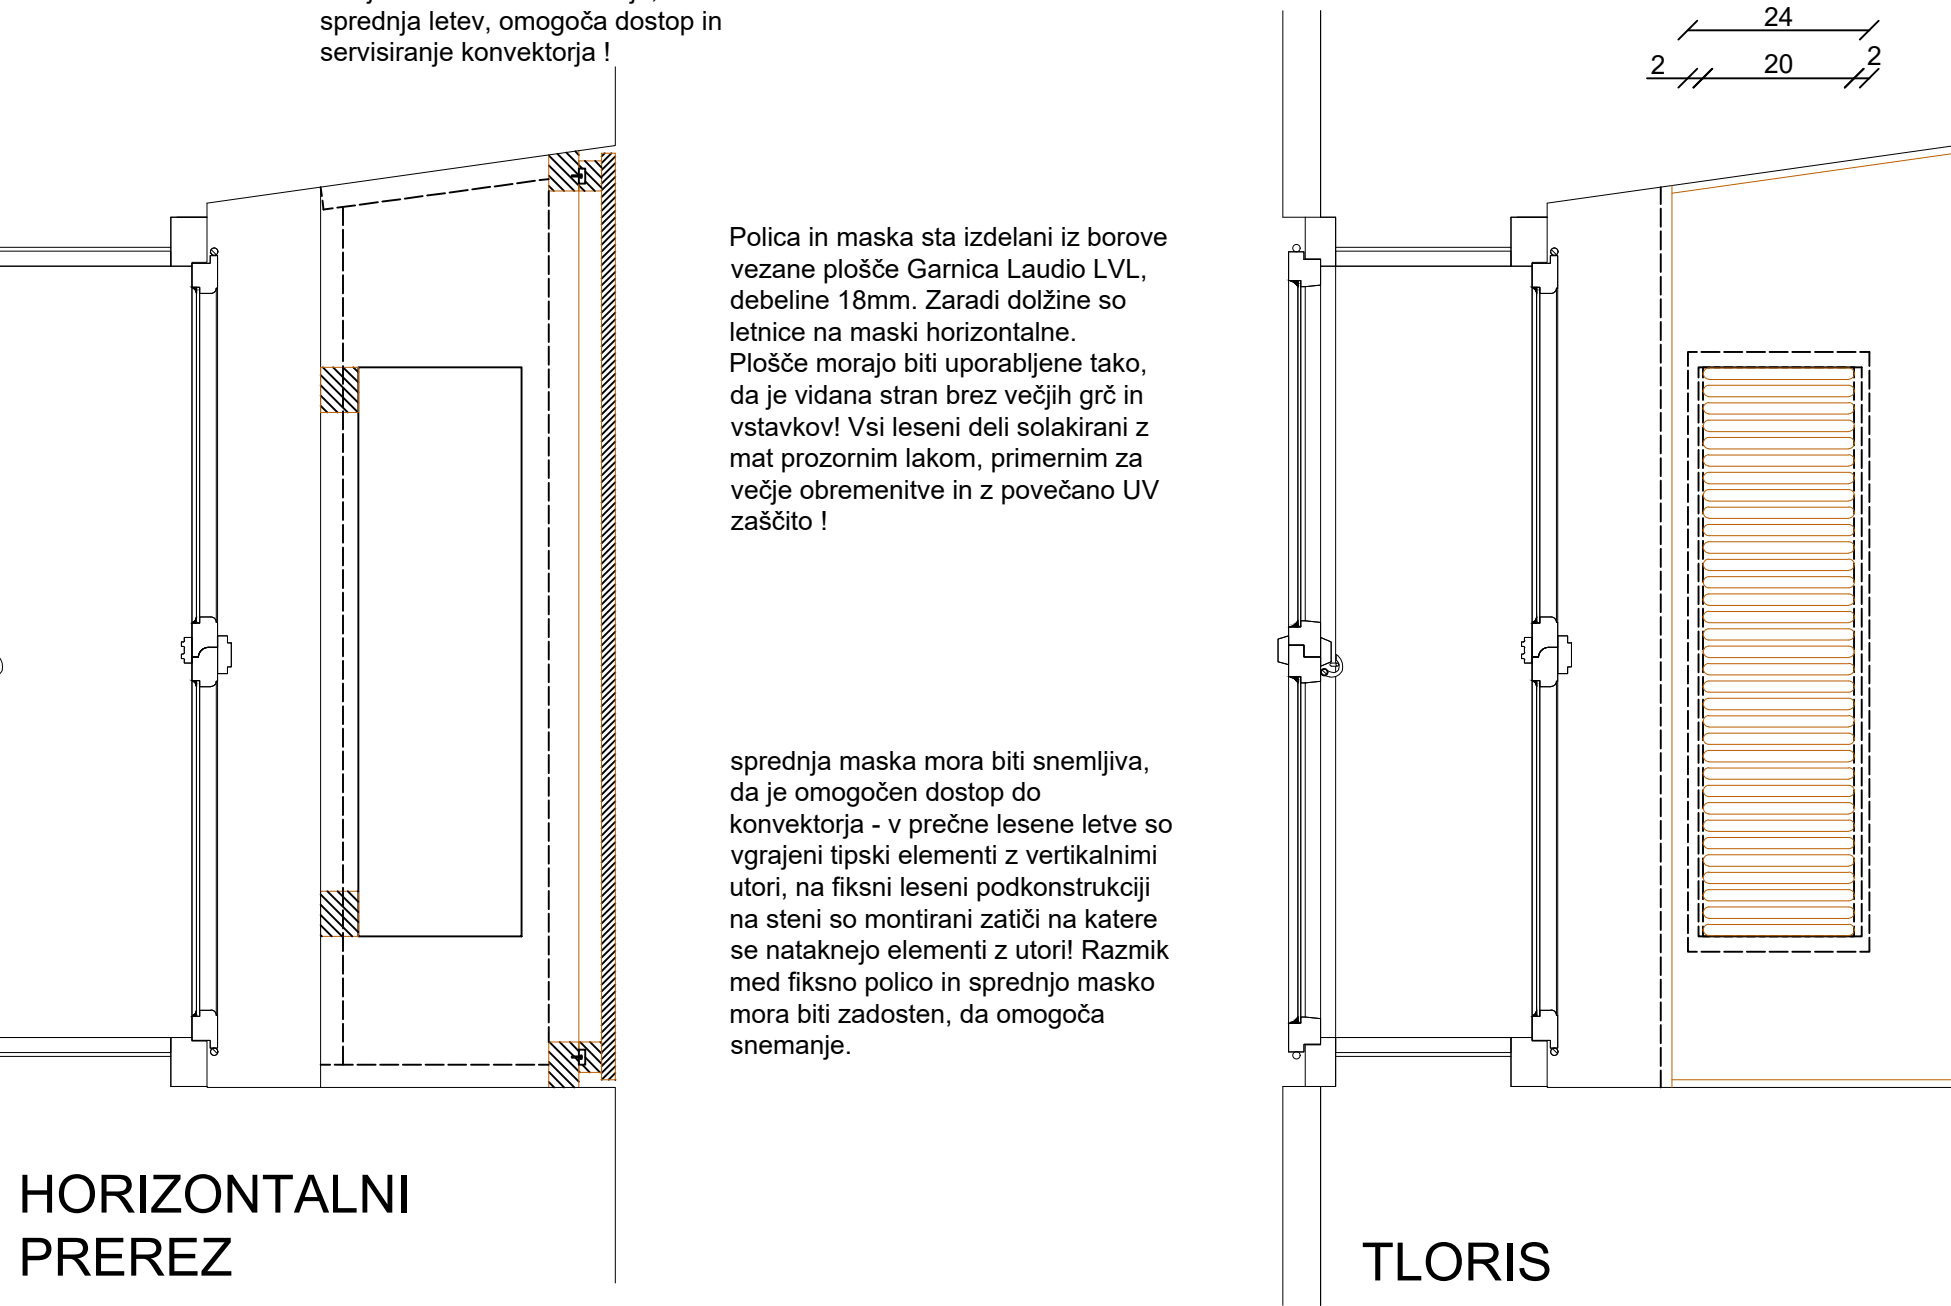 sprednja letev, omogoča dostop in
servisiranje konvektorja !
24
2
20
2
Polica in maska sta izdelani iz borove
vezane plošče Garnica Laudio LVL,
debeline 18mm. Zaradi dolžine so
letnice na maski horizontalne.
Plošče morajo biti uporabljene tako,
da je vidana stran brez večjih grč in
vstavkov! Vsi leseni deli solakirani z
mat prozornim lakom, primernim za
večje obremenitve in z povečano UV
zaščito !
sprednja maska mora biti snemljiva,
da je omogočen dostop do
konvektorja - v prečne lesene letve so
vgrajeni tipski elementi z vertikalnimi
utori, na fiksni leseni podkonstrukciji
na steni so montirani zatiči na katere
se nataknejo elementi z utori! Razmik
med fiksno polico in sprednjo masko
mora biti zadosten, da omogoča
snemanje.
HORIZONTALNI
PREREZ
TLORIS